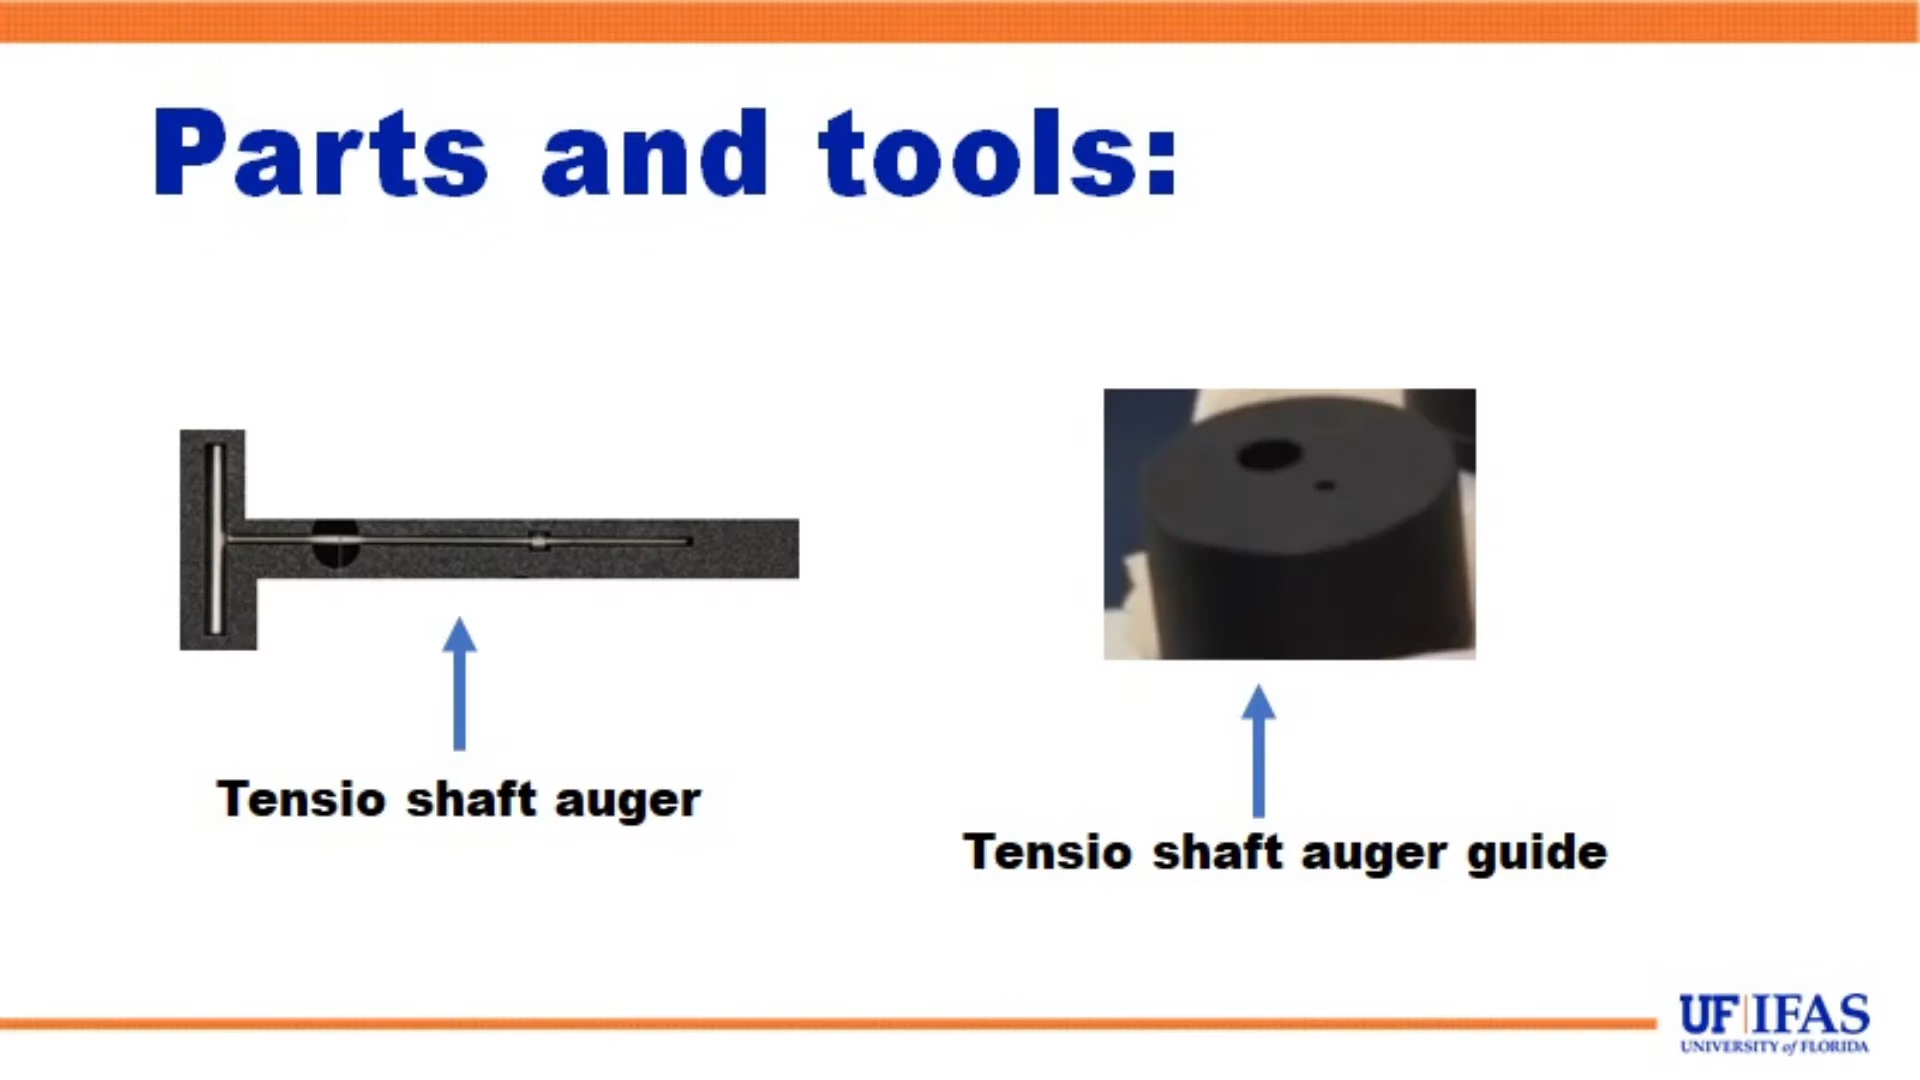 Parts and tools:
Tensio shaft auger
Tensio shaft auger guide
UF|IFAS
UNIVERSITY of FLORIDA